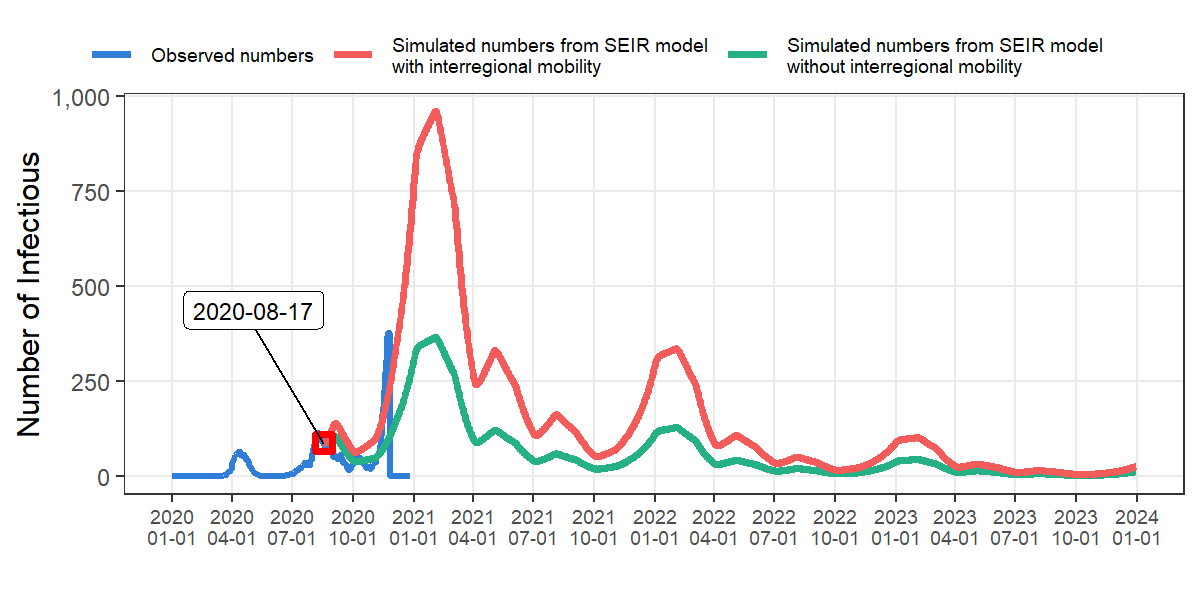 Observed numbers
Simulated numbers from SEIR model
with interregional mobility
Simulated numbers from SEIR model
without interregional mobility
Number of Infectious
1,000
750
500
250
0
2020-08-17
2020 2020 2020 2020 2021 2021 2021 2021 2022 2022 2022 2022 2023 2023 2023 2023 2024
01-01 04-01 07-01 10-01 01-01 04-01 07-01 10-01 01-01 04-01 07-01 10-01 01-01 04-01 07-01 10-01 01-01